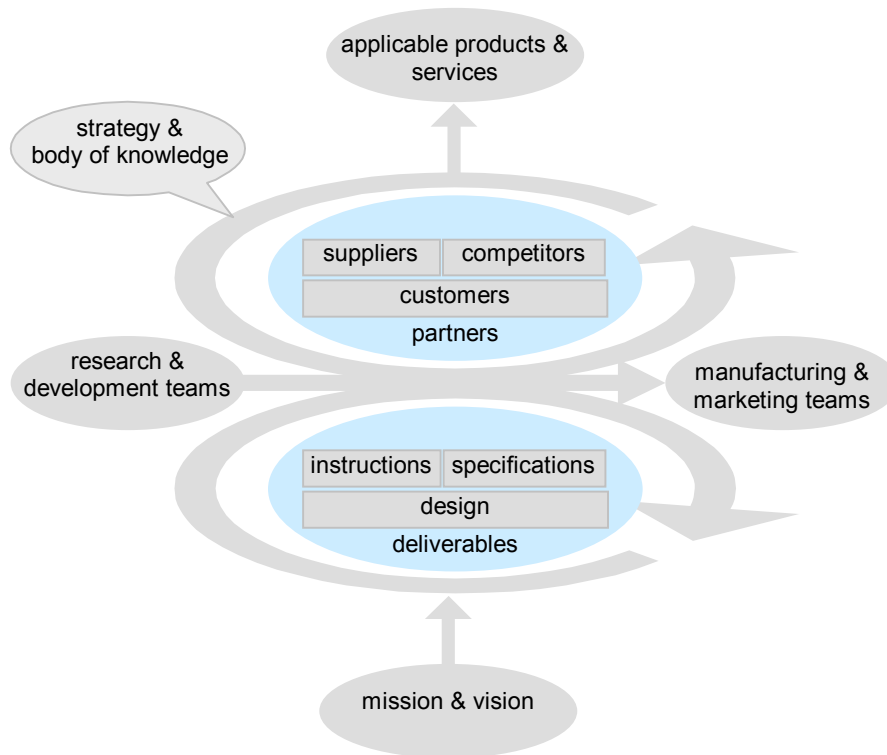 applicable products &
services
strategy &
body of knowledge
suppliers
competitors
customers
partners
research &
development teams
manufacturing &
marketing teams
instructions
specifications
design
deliverables
mission & vision